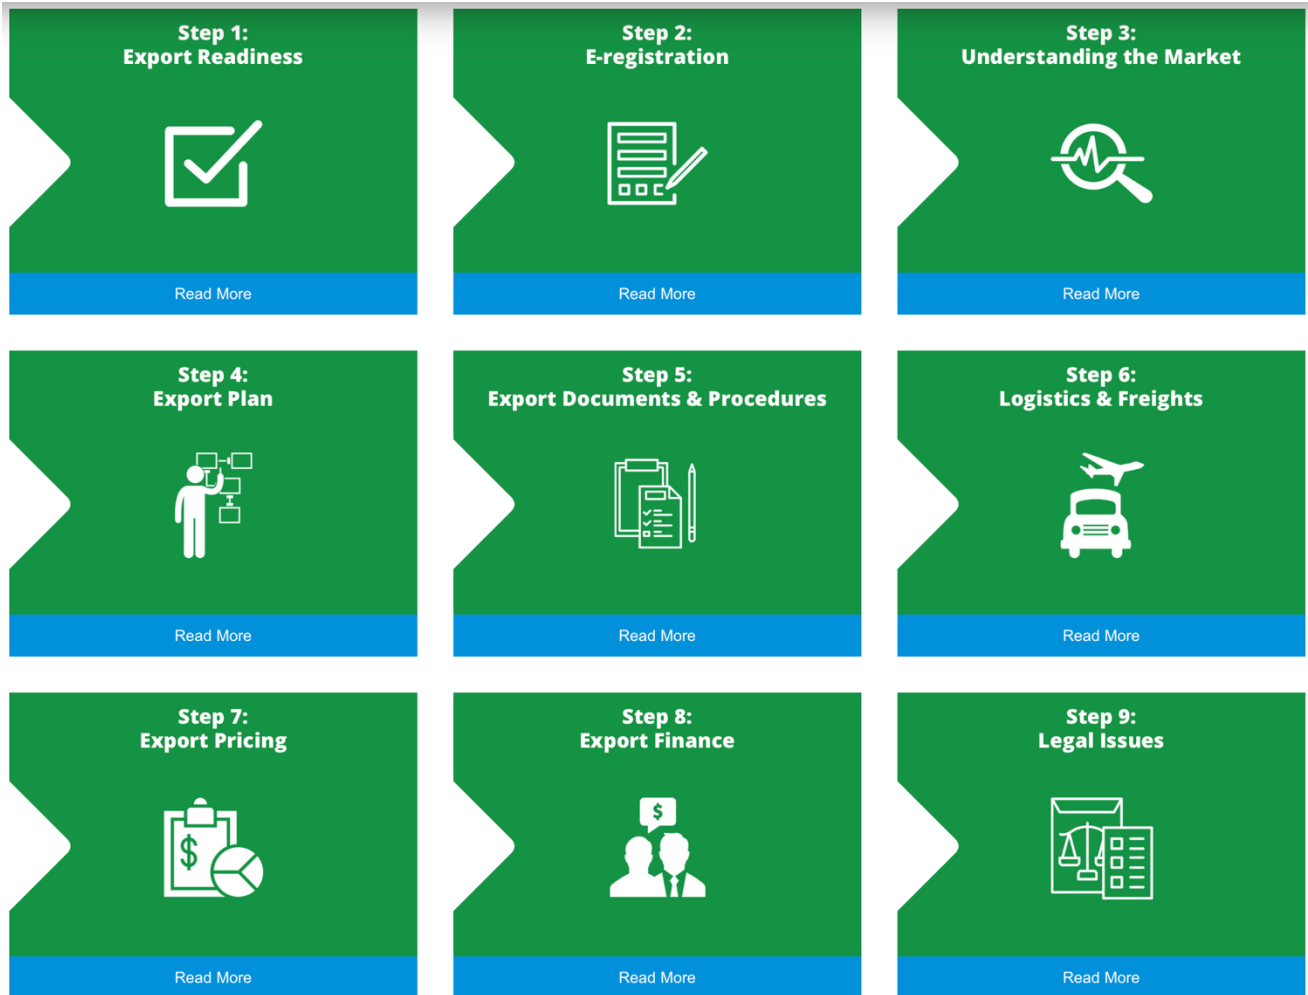 Step 1:
Export Readiness
Read More
Step 2:
E-registration
Read More
Step 3:
Understanding the Market
Read More
Step 4:
Export Plan
Read More
Step 5:
Export Documents & Procedures
Read More
Step 6:
Logistics & Freights
Read More
Step 7:
Export Pricing
$
Read More
Step 8:
Export Finance
$
Read More
Step 9:
Legal Issues
Read More